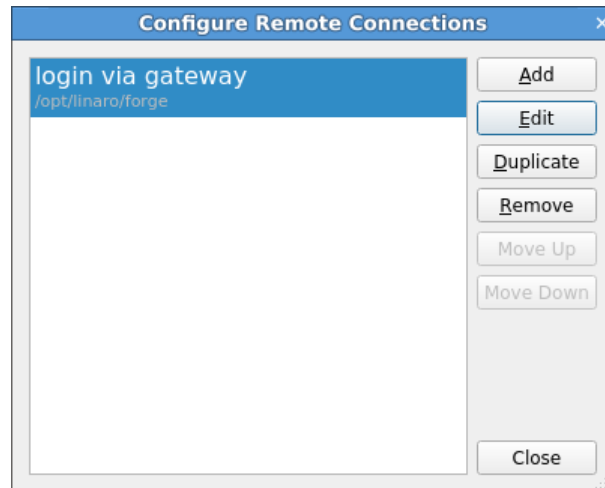 Configure Remote Connections
login via gateway
/opt/linaro/forge
Add
Edit
Duplicate
Remove
Move Up
Move Down
Close